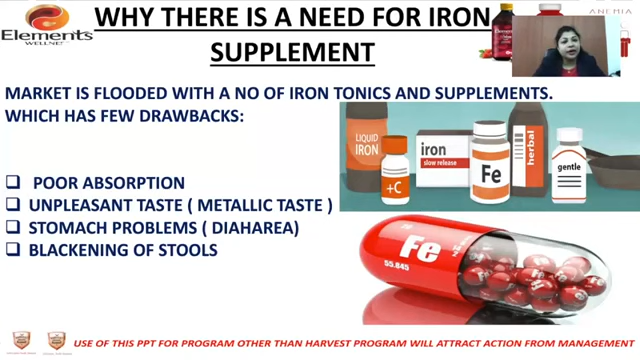 Elements
WELLNET
WHY THERE IS A NEED FOR IRON
SUPPLEMENT
ANEMIA
MARKET IS FLOODED WITH A NO OF IRON TONICS AND SUPPLEMENTS.
WHICH HAS FEW DRAWBACKS:
POOR ABSORPTION
UNPLEASANT TASTE ( METALLIC TASTE )
STOMACH PROBLEMS ( DIAHAREA)
BLACKENING OF STOOLS
LIQUID
IRON
+C
iron
slow release
Fe
herbal
gentle
Fe
55.845
USE OF THIS PPT FOR PROGRAM OTHER THAN HARVEST PROGRAM WILL ATTRACT ACTION FROM MANAGEMENT